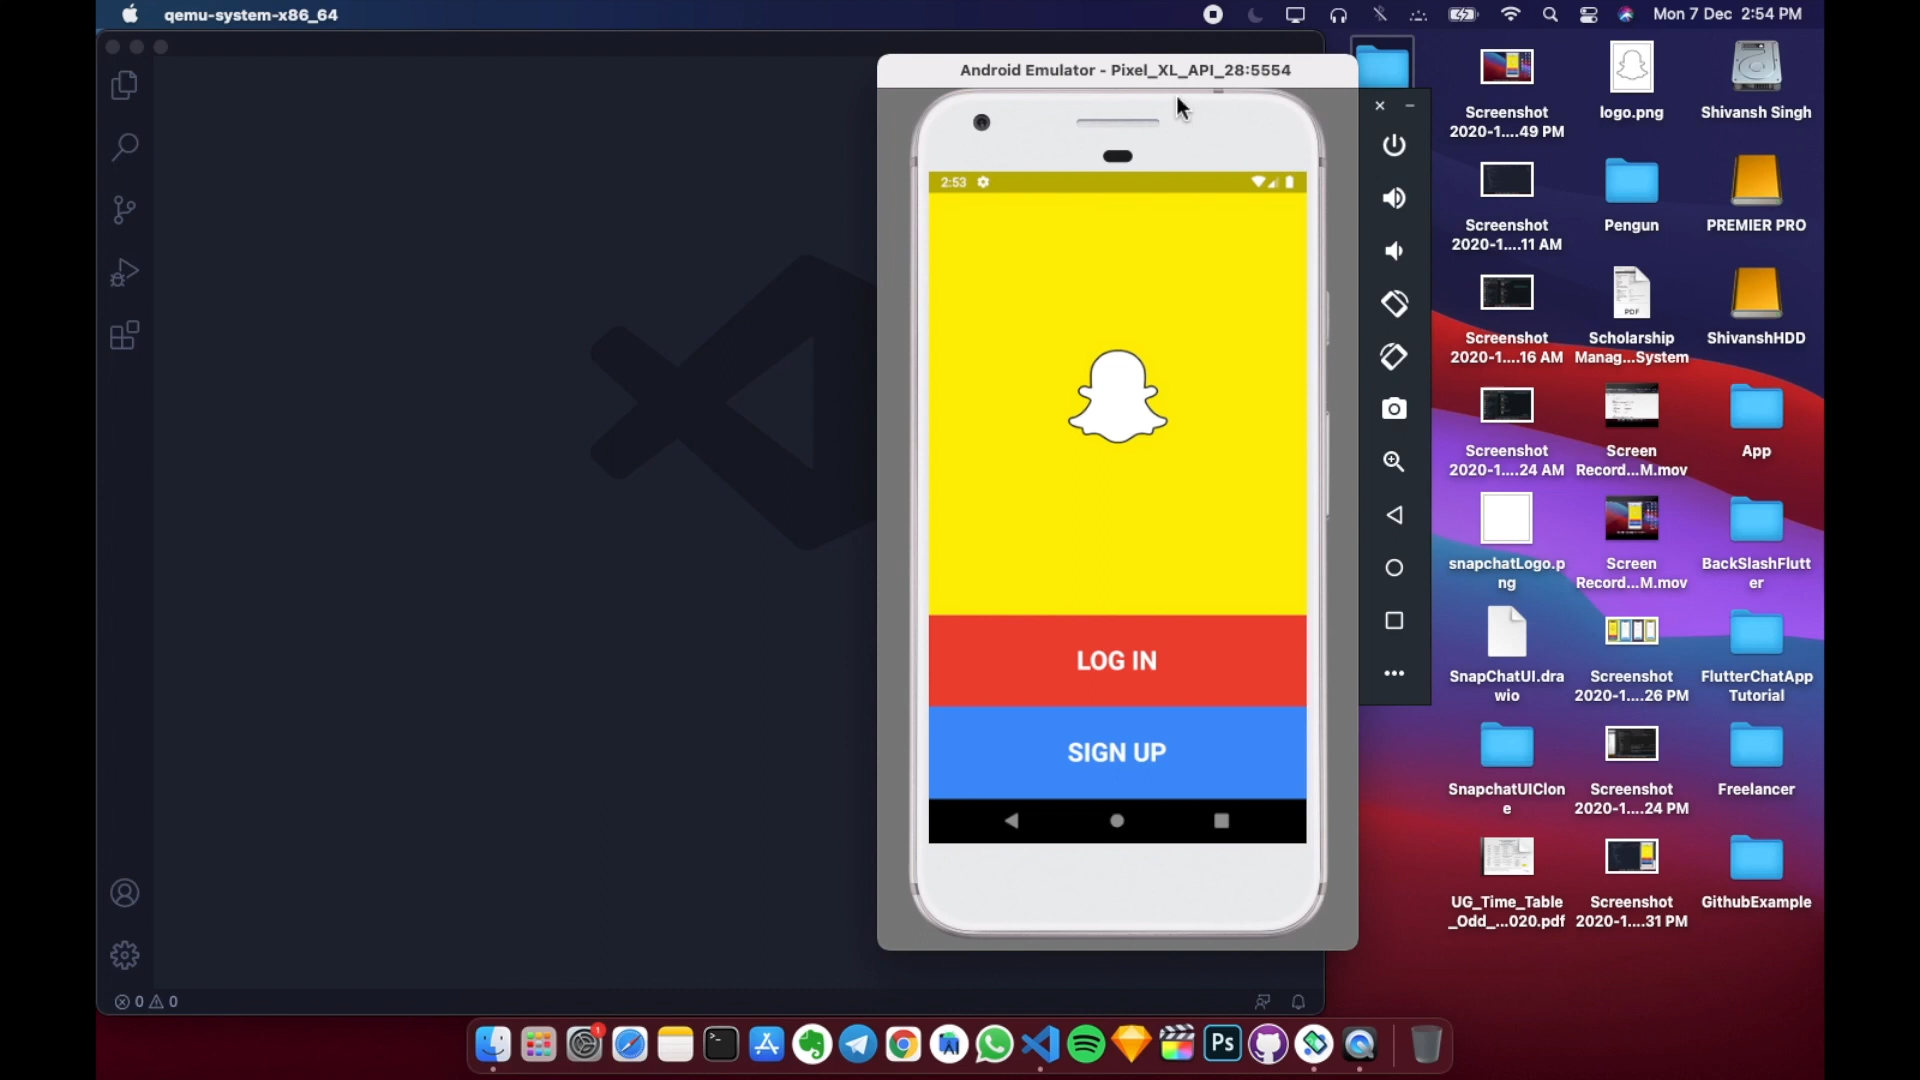 qemu-system-x86_64
Mon 7 Dec 2:54 PM
Android Emulator - Pixel_XL_API_28:5554
2:53
LOG IN
SIGN UP
Screenshot
2020-1....49 PM
logo.png
Shivansh Singh
Screenshot
2020-1....11 AM
Pengun
PREMIER PRO
Screenshot
2020-1....16 AM
PDF
Scholarship
Manag...System
ShivanshHDD
Screenshot
2020-1....24 AM
Screen
Record...M.mov
App
snapchatLogo.p
ng
Screen
Record...M.mov
BackSlashFlutt
er
SnapChatUI.dra
wio
Screenshot
2020-1....26 PM
FlutterChatApp
Tutorial
SnapchatUIClon
e
Screenshot
2020-1....24 PM
Freelancer
UG_Time_Table
_Odd_...020.pdf
Screenshot
2020-1....31 PM
GithubExample
0 0
1
Ps